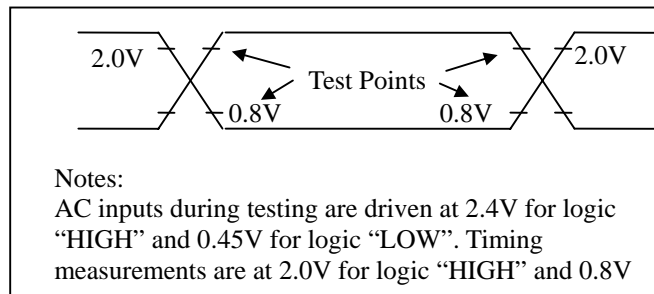 2.0V 2.0V
Test Points
0.8V 0.8V
Notes:
AC inputs during testing are driven at 2.4V for logic
“HIGH” and 0.45V for logic “LOW”. Timing
measurements are at 2.0V for logic “HIGH” and 0.8V